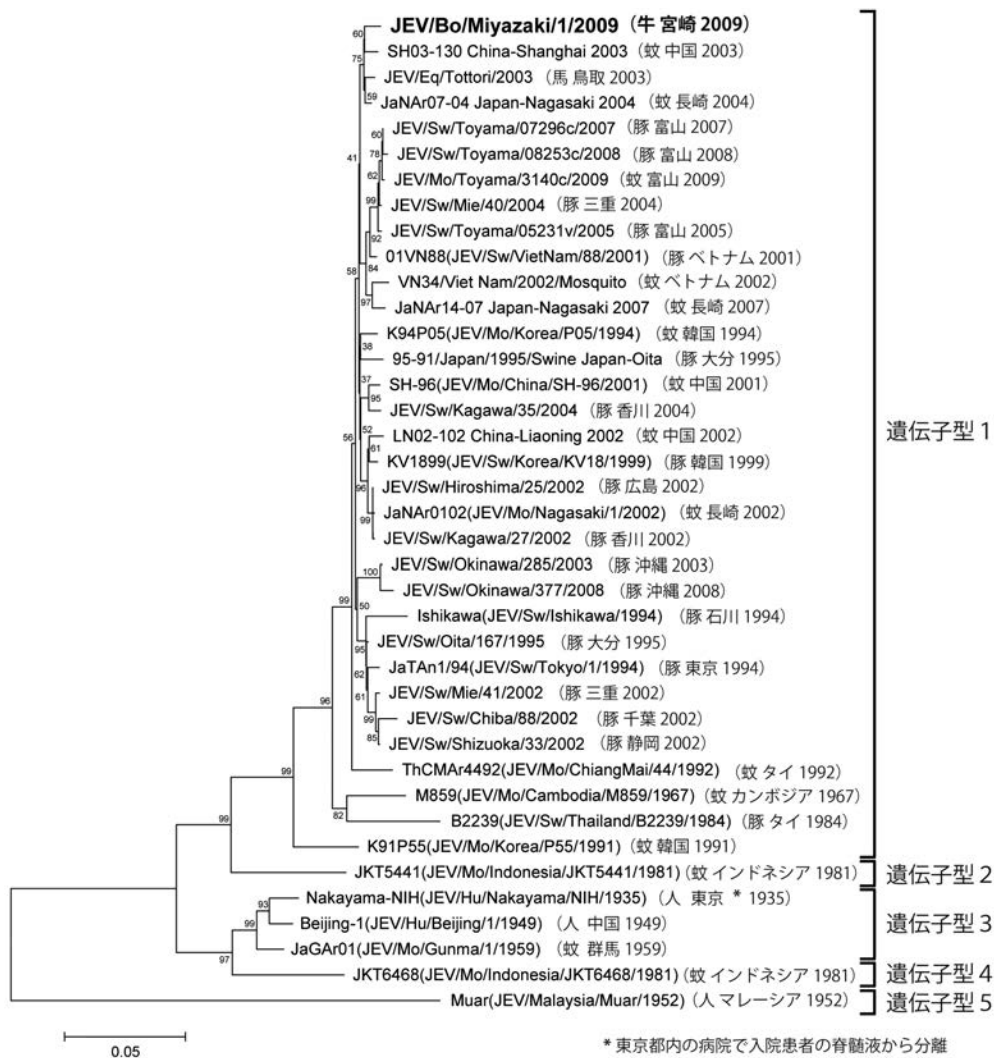 JEV/Bo/Miyazaki/1/2009 （牛 宮崎 2009）
SH03-130 China-Shanghai 2003 （蚊 中国 2003）
JEV/Eq/Tottori/2003 （馬 鳥取 2003）
JaNAr07-04 Japan-Nagasaki 2004 （蚊 長崎 2004）
JEV/Sw/Toyama/07296c/2007 （豚 富山 2007）
JEV/Sw/Toyama/08253c/2008 （豚 富山 2008）
JEV/Mo/Toyama/3140c/2009 （蚊 富山 2009）
JEV/Sw/Mie/40/2004 （豚 三重 2004）
JEV/Sw/Toyama/05231v/2005 （豚 富山 2005）
01VN88(JEV/Sw/VietNam/88/2001) （豚 ベトナム 2001）
VN34/Viet Nam/2002/Mosquito （蚊 ベトナム 2002）
JaNAr14-07 Japan-Nagasaki 2007 （蚊 長崎 2007）
K94P05(JEV/Mo/Korea/P05/1994) （蚊 韓国 1994）
95-91/Japan/1995/Swine Japan-Oita （豚 大分 1995）
SH-96(JEV/Mo/China/SH-96/2001) （蚊 中国 2001）
JEV/Sw/Kagawa/35/2004 （豚 香川 2004）
遺伝子型 1
LN02-102 China-Liaoning 2002 （蚊 中国 2002）
KV1899(JEV/Sw/Korea/KV18/1999) （豚 韓国 1999）
JEV/Sw/Hiroshima/25/2002 （豚 広島 2002）
JaNAr0102(JEV/Mo/Nagasaki/1/2002) （蚊 長崎 2002）
JEV/Sw/Kagawa/27/2002 （豚 香川 2002）
JEV/Sw/Okinawa/285/2003 （豚 沖縄 2003）
JEV/Sw/Okinawa/377/2008 （豚 沖縄 2008）
Ishikawa(JEV/Sw/Ishikawa/1994) （豚 石川 1994）
JEV/Sw/Oita/167/1995 （豚 大分 1995）
JaTAn1/94(JEV/Sw/Tokyo/1/1994) （豚 東京 1994）
JEV/Sw/Mie/41/2002 （豚 三重 2002）
JEV/Sw/Chiba/88/2002 （豚 千葉 2002）
JEV/Sw/Shizuoka/33/2002 （豚 静岡 2002）
ThCMAr4492(JEV/Mo/ChiangMai/44/1992) （蚊 タイ 1992）
M859(JEV/Mo/Cambodia/M859/1967) （蚊 カンボジア 1967）
B2239(JEV/Sw/Thailand/B2239/1984) （豚 タイ 1984）
K91P55(JEV/Mo/Korea/P55/1991) （蚊 韓国 1991）
JKT5441(JEV/Mo/Indonesia/JKT5441/1981) （蚊 インドネシア 1981） 遺伝子型 2
Nakayama-NIH(JEV/Hu/Nakayama/NIH/1935) （人 東京 * 1935）
Beijing-1(JEV/Hu/Beijing/1/1949) （人 中国 1949） 遺伝子型 3
JaGAr01(JEV/Mo/Gunma/1/1959) （蚊 群馬 1959）
JKT6468(JEV/Mo/Indonesia/JKT6468/1981) （蚊 インドネシア 1981） 遺伝子型 4
Muar(JEV/Malaysia/Muar/1952) （人 マレーシア 1952） 遺伝子型 5
60
75
59
60
78
41
62
99
92
84
58
97
38
37
95
52
56
61
96
99
100
99
50
95
62
61
99
85
96
99
82
99
93
99
97
0.05
* 東京都内の病院で入院患者の脊髄液から分離